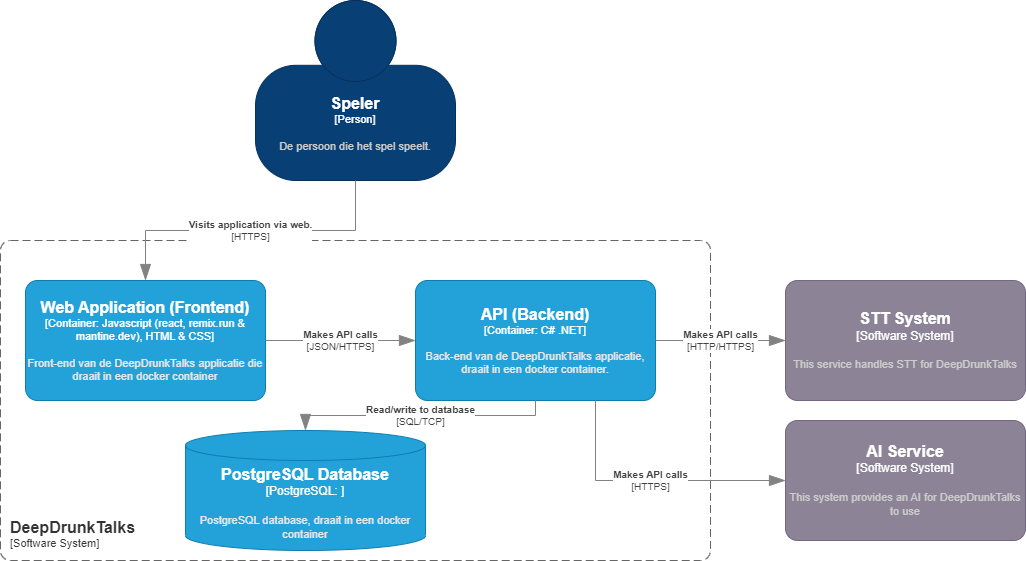 Speler
[Person]
De persoon die het spel speelt.
Visits application via web.
[HTTPS]
Web Application (Frontend)
[Container: Javascript (react, remix.run &
mantine.dev), HTML & CSS]
Front-end van de DeepDrunkTalks applicatie die
draait in een docker container
Makes API calls
[JSON/HTTPS]
API (Backend)
[Container: C# .NET]
Back-end van de DeepDrunkTalks applicatie,
draait in een docker container.
Makes API calls
[HTTP/HTTPS]
STT System
[Software System]
This service handles STT for DeepDrunkTalks
Read/write to database
[SQL/TCP]
PostgreSQL Database
[PostgreSQL: ]
PostgreSQL database, draait in een docker
container
Makes API calls
[HTTPS]
AI Service
[Software System]
This system provides an AI for DeepDrunkTalks
to use
DeepDrunkTalks
[Software System]